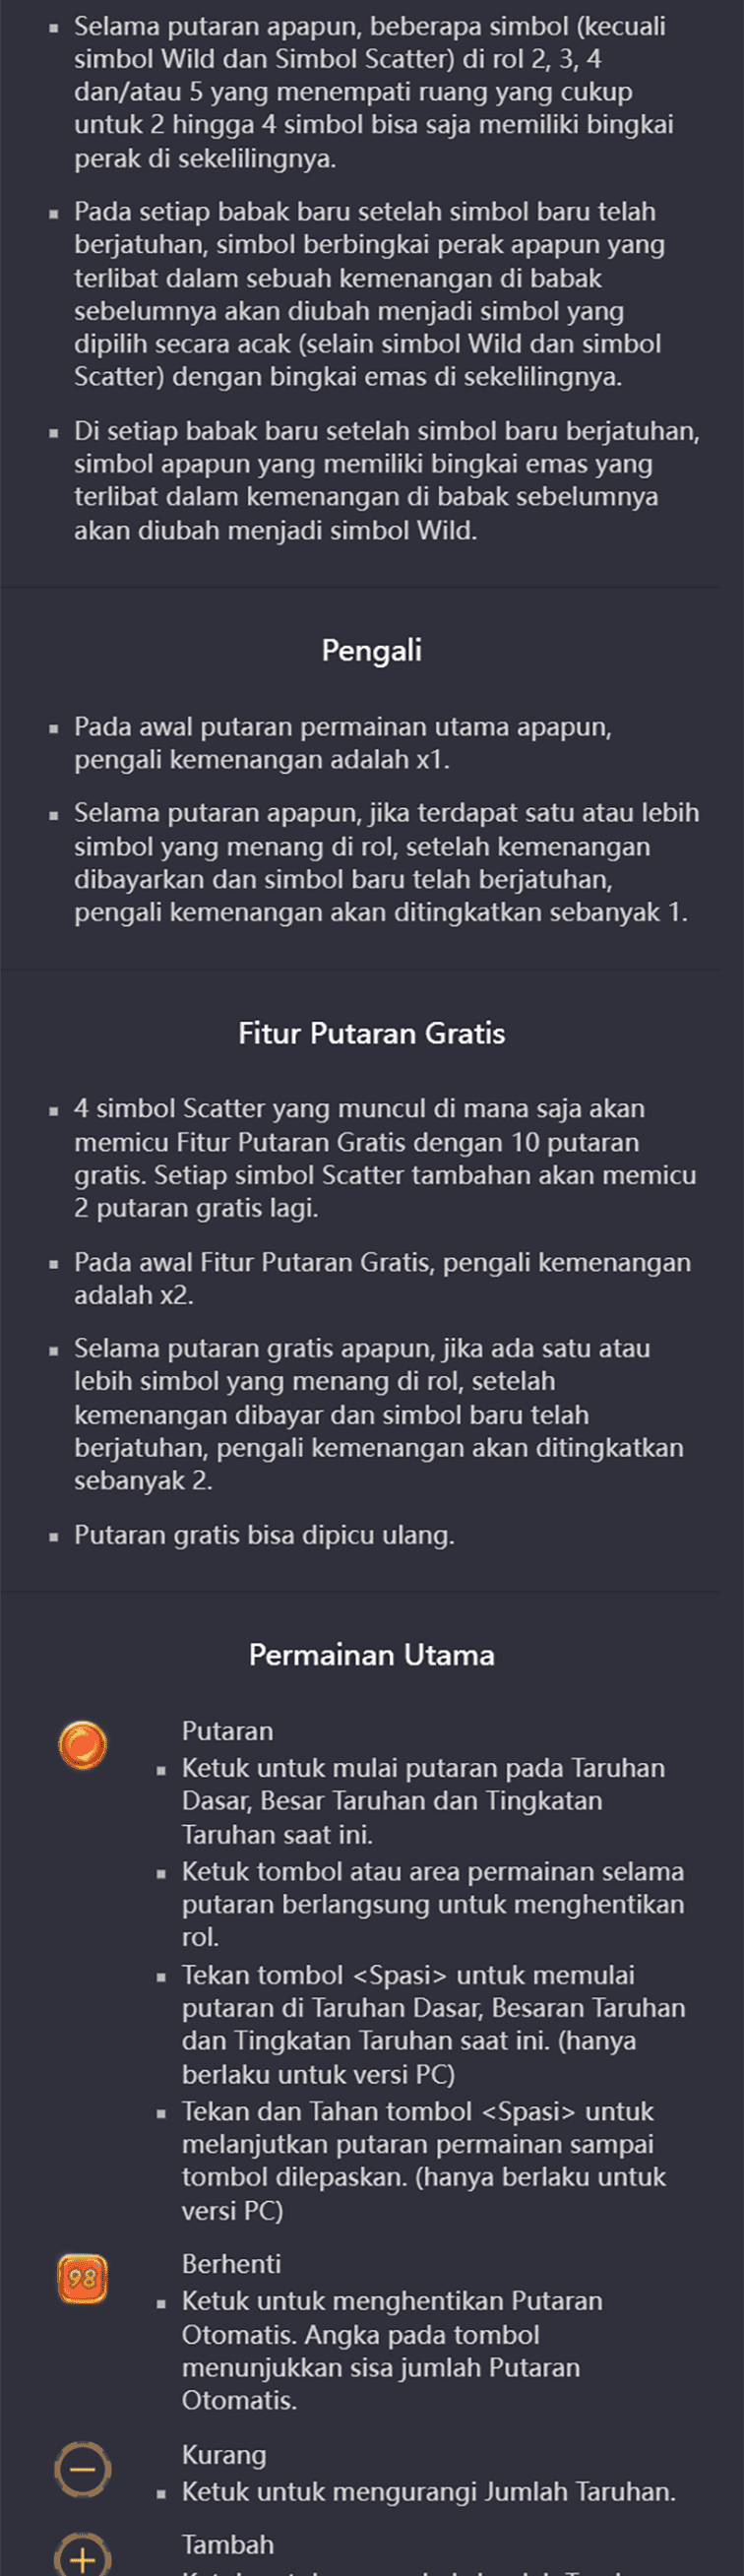 Selama putaran apapun, beberapa simbol (kecuali
simbol Wild dan Simbol Scatter) di rol 2, 3, 4
dan/atau 5 yang menempati ruang yang cukup
untuk 2 hingga 4 simbol bisa saja memiliki bingkai
perak di sekelilingnya.
Pada setiap babak baru setelah simbol baru telah
berjatuhan, simbol berbingkai perak apapun yang
terlibat dalam sebuah kemenangan di babak
sebelumnya akan diubah menjadi simbol yang
dipilih secara acak (selain simbol Wild dan simbol
Scatter) dengan bingkai emas di sekelilingnya.
Di setiap babak baru setelah simbol baru berjatuhan,
simbol apapun yang memiliki bingkai emas yang
terlibat dalam kemenangan di babak sebelumnya
akan diubah menjadi simbol Wild.
Pengali
Pada awal putaran permainan utama apapun,
pengali kemenangan adalah x1.
Selama putaran apapun, jika terdapat satu atau lebih
simbol yang menang di rol, setelah kemenangan
dibayarkan dan simbol baru telah berjatuhan,
pengali kemenangan akan ditingkatkan sebanyak 1.
Fitur Putaran Gratis
4 simbol Scatter yang muncul di mana saja akan
memicu Fitur Putaran Gratis dengan 10 putaran
gratis. Setiap simbol Scatter tambahan akan memicu
2 putaran gratis lagi.
Pada awal Fitur Putaran Gratis, pengali kemenangan
adalah x2.
Selama putaran gratis apapun, jika ada satu atau
lebih simbol yang menang di rol, setelah
kemenangan dibayar dan simbol baru telah
berjatuhan, pengali kemenangan akan ditingkatkan
sebanyak 2.
Putaran gratis bisa dipicu ulang.
Permainan Utama
Putaran
Ketuk untuk mulai putaran pada Taruhan
Dasar, Besar Taruhan dan Tingkatan
Taruhan saat ini.
Ketuk tombol atau area permainan selama
putaran berlangsung untuk menghentikan
rol.
Tekan tombol <Spasi> untuk memulai
putaran di Taruhan Dasar, Besaran Taruhan
dan Tingkatan Taruhan saat ini. (hanya
berlaku untuk versi PC)
Tekan dan Tahan tombol <Spasi> untuk
melanjutkan putaran permainan sampai
tombol dilepaskan. (hanya berlaku untuk
versi PC)
98
Berhenti
Ketuk untuk menghentikan Putaran
Otomatis. Angka pada tombol
menunjukkan sisa jumlah Putaran
Otomatis.
Kurang
Ketuk untuk mengurangi Jumlah Taruhan.
Tambah